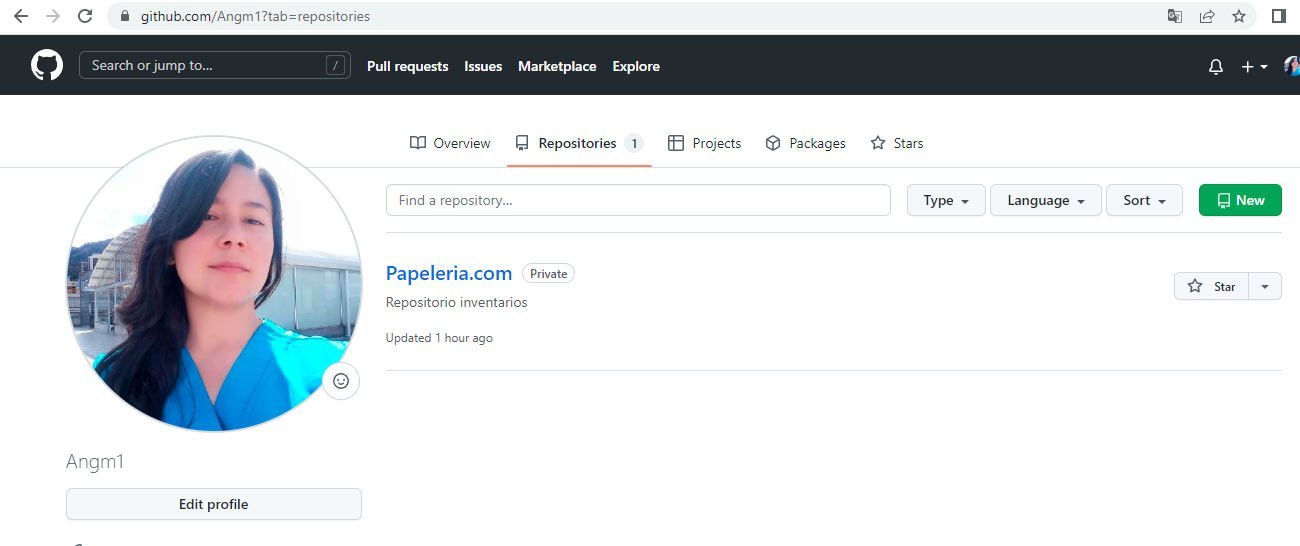 github.com/Angm1?tab=repositories
Search or jump to... /
Pull requests Issues Marketplace Explore
Overview Repositories 1 Projects Packages Stars
Find a repository... Type Language Sort New
Papeleria.com Private
Star
Repositorio inventarios
Updated 1 hour ago
Angm1
Edit profile